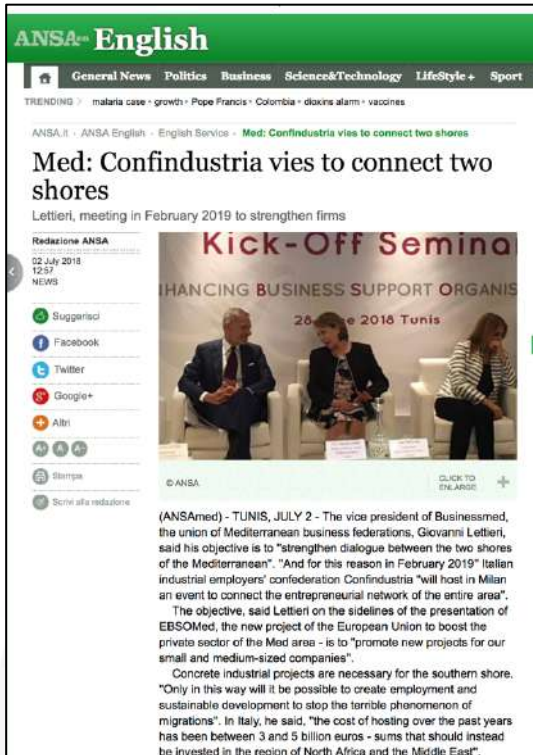 ANSA en English
General News Politics Business Science&Technology LifeStyle + Sport
TRENDING > malaria case • growth • Pope Francis • Colombia • dioxins alarm • vaccines
ANSA.it › ANSA English › English Service › Med: Confindustria vies to connect two shores
Med: Confindustria vies to connect two
shores
Lettieri, meeting in February 2019 to strengthen firms
Redazione ANSA
02 July 2018
12:57
NEWS
Suggerisci
Facebook
Twitter
Google+
Altri
A+ A A-
Stampa
Scrivi alla redazione
Kick-Off Semina
HANCING BUSINESS SUPPORT ORGANIS
2018 Tunis
© ANSA
CLICK TO
ENLARGE
(ANSAmed) - TUNIS, JULY 2 - The vice president of Businessmed,
the union of Mediterranean business federations, Giovanni Lettieri,
said his objective is to "strengthen dialogue between the two shores
of the Mediterranean". "And for this reason in February 2019" Italian
industrial employers' confederation Confindustria "will host in Milan
an event to connect the entrepreneurial network of the entire area".
The objective, said Lettieri on the sidelines of the presentation of
EBSOMed, the new project of the European Union to boost the
private sector of the Med area - is to "promote new projects for our
small and medium-sized companies".
Concrete industrial projects are necessary for the southern shore.
"Only in this way will it be possible to create employment and
sustainable development to stop the terrible phenomenon of
migrations". In Italy, he said, "the cost of hosting over the past years
has been between 3 and 5 billion euros - sums that should instead
be invested in the region of North Africa and the Middle East".